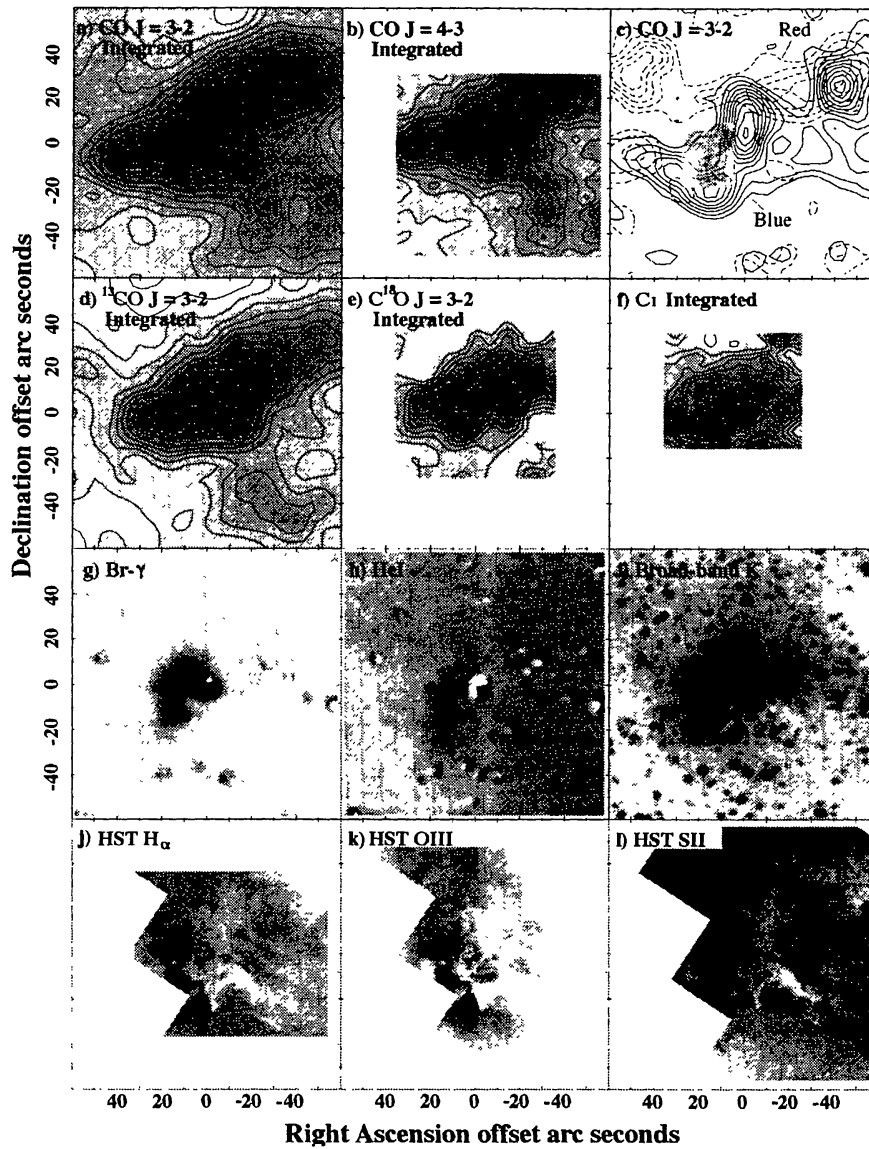 a) CO J = 3-2
Integrated
b) CO J = 4-3
Integrated
c) CO J=3-2 Red
Blue
40
20
0
-20
-40
d) ¹³CO J = 3-2
Integrated
e) C¹⁸O J = 3-2
Integrated
f) C₁ Integrated
40
20
0
-20
-40
Declination offset arc seconds
g) Br-γ
h) HeI
i) Broad-band K
40
20
0
-20
-40
j) HST Hα
k) HST OIII
l) HST SII
40 20 0 -20 -40
40 20 0 -20 -40
40 20 0 -20 -40
Right Ascension offset arc seconds